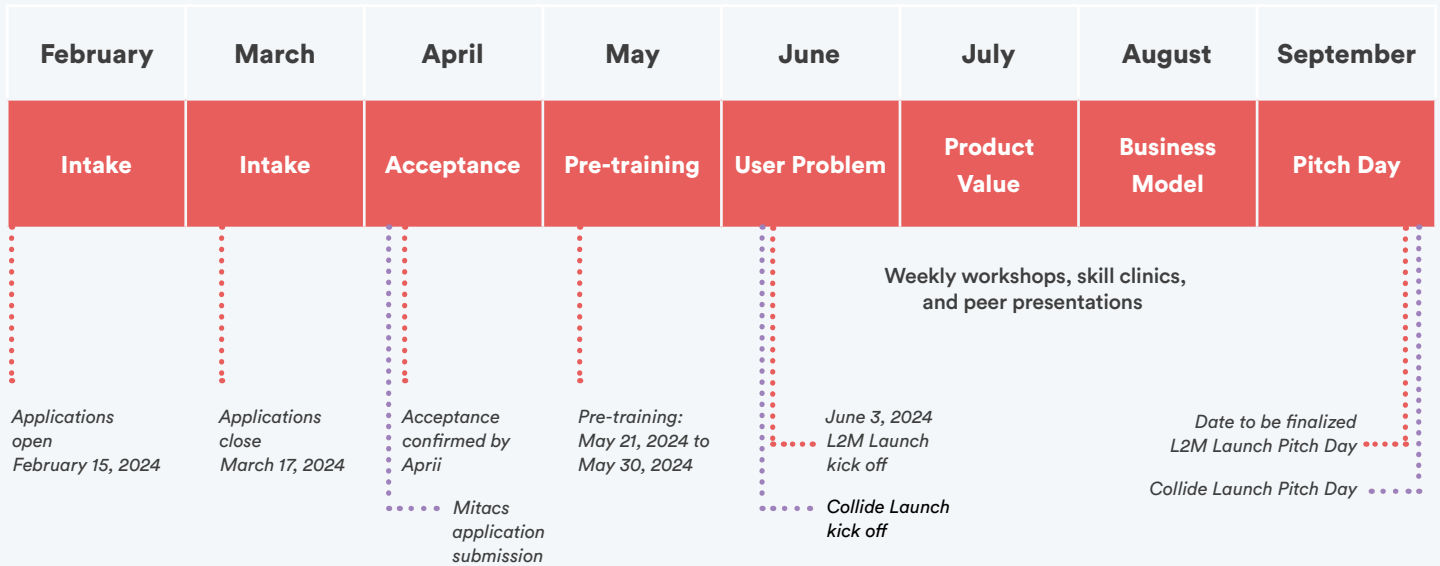 February
March
April
May
June
July
August
September
Intake
Intake
Acceptance
Pre-training
User Problem
Product
Value
Business
Model
Pitch Day
Weekly workshops, skill clinics,
and peer presentations
Applications
open
February 15, 2024
Applications
close
March 17, 2024
Acceptance
confirmed by
Aprii
Mitacs
application
submission
Pre-training:
May 21, 2024 to
May 30, 2024
June 3, 2024
L2M Launch
kick off
Collide Launch
kick off
Date to be finalized
L2M Launch Pitch Day
Collide Launch Pitch Day